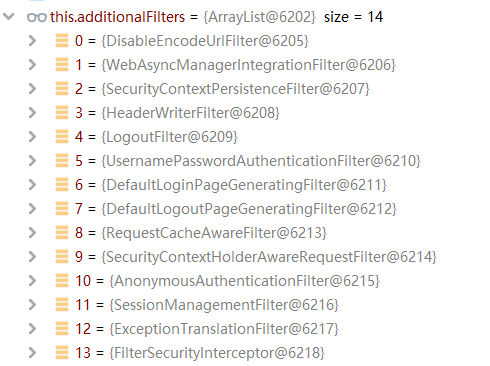 this.additionalFilters = {ArrayList@6202} size = 14
0 = {DisableEncodeUrlFilter@6205}
1 = {WebAsyncManagerIntegrationFilter@6206}
2 = {SecurityContextPersistenceFilter@6207}
3 = {HeaderWriterFilter@6208}
4 = {LogoutFilter@6209}
5 = {UsernamePasswordAuthenticationFilter@6210}
6 = {DefaultLoginPageGeneratingFilter@6211}
7 = {DefaultLogoutPageGeneratingFilter@6212}
8 = {RequestCacheAwareFilter@6213}
9 = {SecurityContextHolderAwareRequestFilter@6214}
10 = {AnonymousAuthenticationFilter@6215}
11 = {SessionManagementFilter@6216}
12 = {ExceptionTranslationFilter@6217}
13 = {FilterSecurityInterceptor@6218}